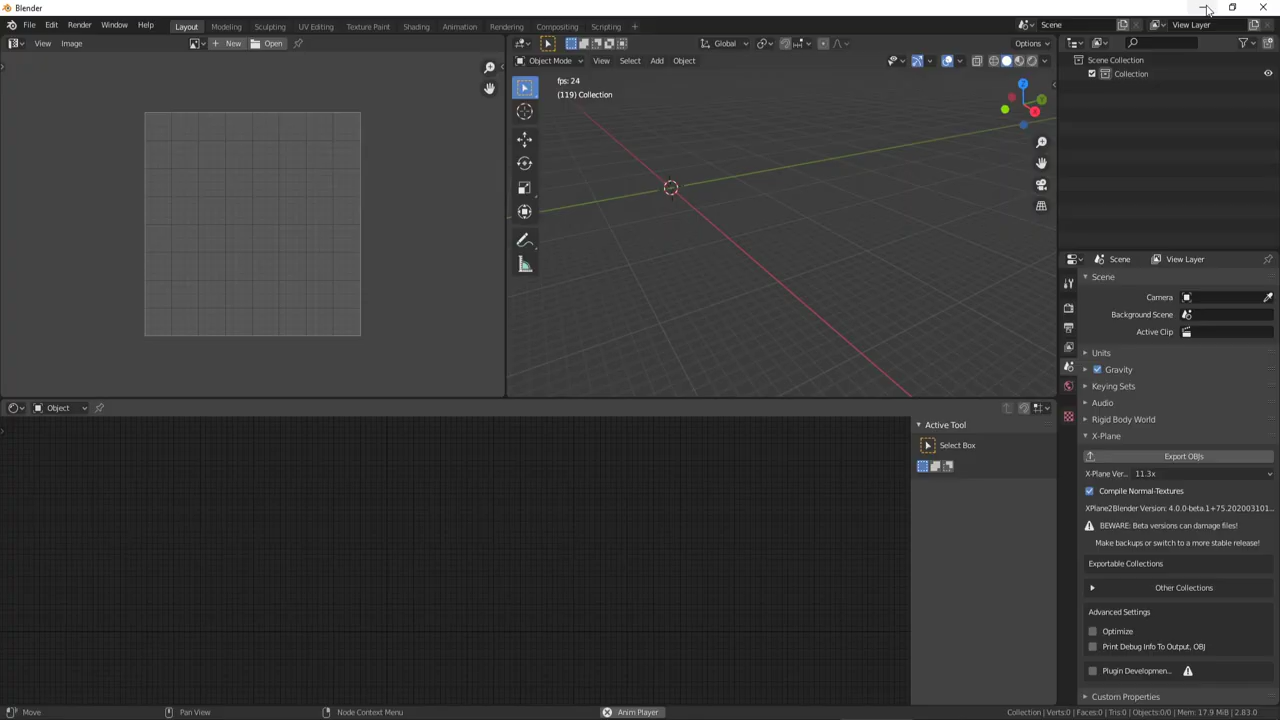 Blender
File Edit Render Window Help Layout Modeling Sculpting UV Editing Texture Paint Shading Animation Rendering Compositing Scripting Scene View Layer
View Image New Open Global Options
Object Mode View Select Add Object
fps: 24
(119) Collection
Z
Y
X
Scene Collection
Collection
Scene View Layer
Scene
Camera
Background Scene
Active Clip
Units
Gravity
Keying Sets
Audio
Rigid Body World
X-Plane
Export OBJs
X-Plane Ver... 11.3x
Compile Normal-Textures
XPlane2Blender Version: 4.0.0-beta.1+75.202003101...
BEWARE: Beta versions can damage files!
Make backups or switch to a more stable release!
Exportable Collections
Other Collections
Advanced Settings
Optimize
Print Debug Info To Output, OBJ
Plugin Developmen...
Custom Properties
Object
Active Tool
Select Box
Move Pan View Node Context Menu Anim Player Collection | Verts:0 | Faces:0 | Tris:0 | Objects:0/0 | Mem: 17.9 MiB | 2.83.0